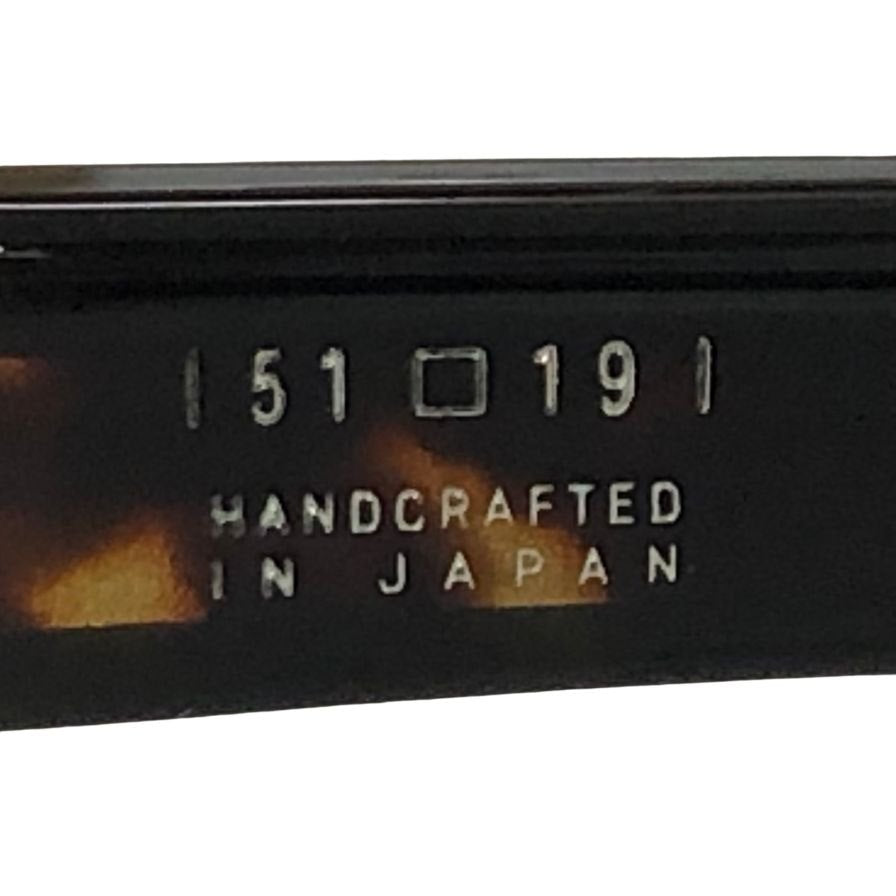 | 51 □ 19 |
HANDCRAFTED
IN JAPAN